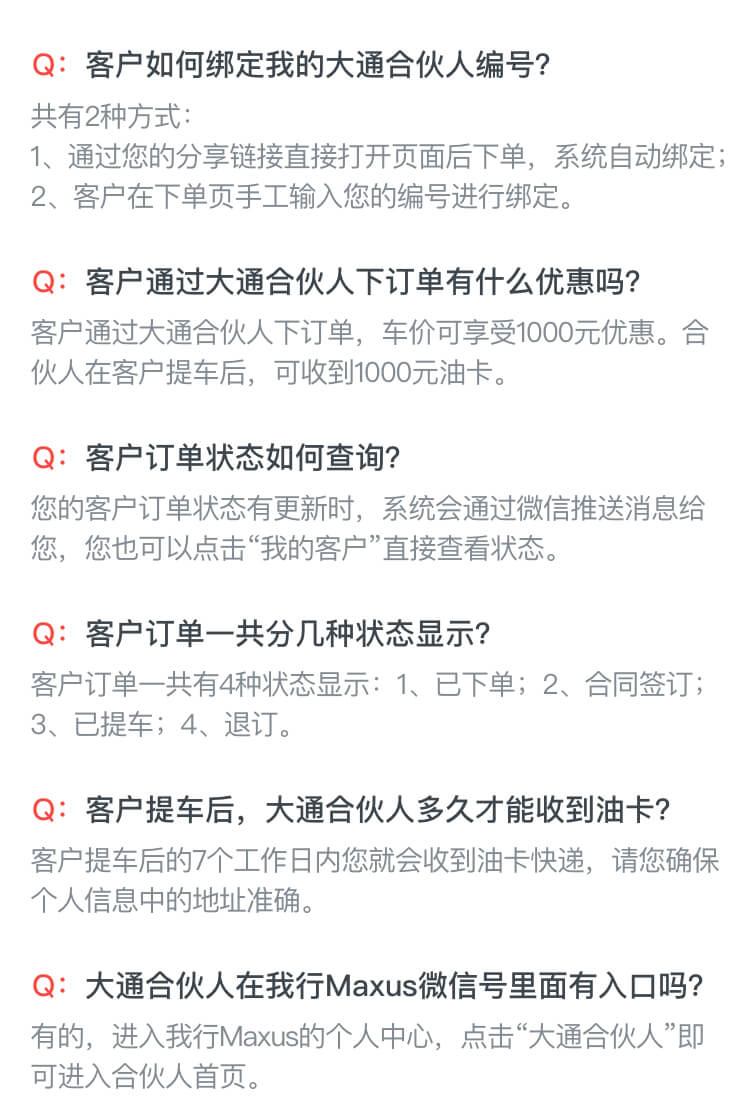 Q：客户如何绑定我的大通合伙人编号?
共有2种方式：
1、通过您的分享链接直接打开页面后下单，系统自动绑定；
2、客户在下单页手工输入您的编号进行绑定。
Q：客户通过大通合伙人下订单有什么优惠吗?
客户通过大通合伙人下订单，车价可享受1000元优惠。合
伙人在客户提车后，可收到1000元油卡。
Q：客户订单状态如何查询?
您的客户订单状态有更新时，系统会通过微信推送消息给
您，您也可以点击“我的客户”直接查看状态。
Q：客户订单一共分几种状态显示?
客户订单一共有4种状态显示：1、已下单；2、合同签订；
3、已提车；4、退订。
Q：客户提车后，大通合伙人多久才能收到油卡?
客户提车后的7个工作日内您就会收到油卡快递，请您确保
个人信息中的地址准确。
Q：大通合伙人在我行Maxus微信号里面有入口吗?
有的，进入我行Maxus的个人中心，点击“大通合伙人”即
可进入合伙人首页。